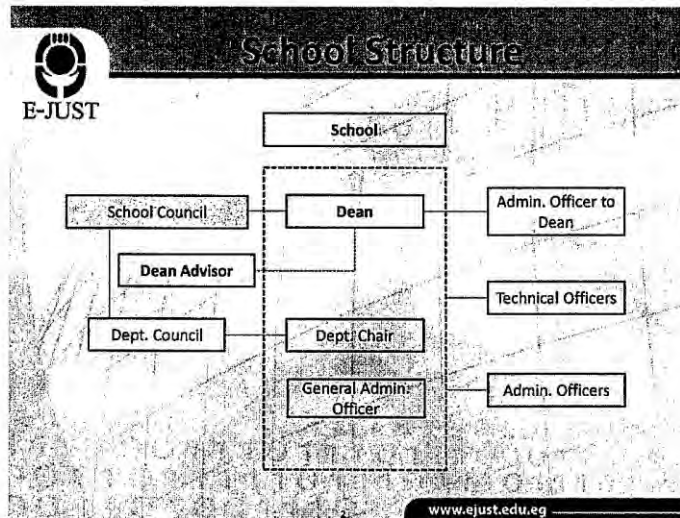 School Structure
E-JUST
School
School Council
Dean
Admin. Officer to
Dean
Dean Advisor
Technical Officers
Dept. Council
Dept. Chair
General Admin.
Officer
Admin. Officers
www.ejust.edu.eg